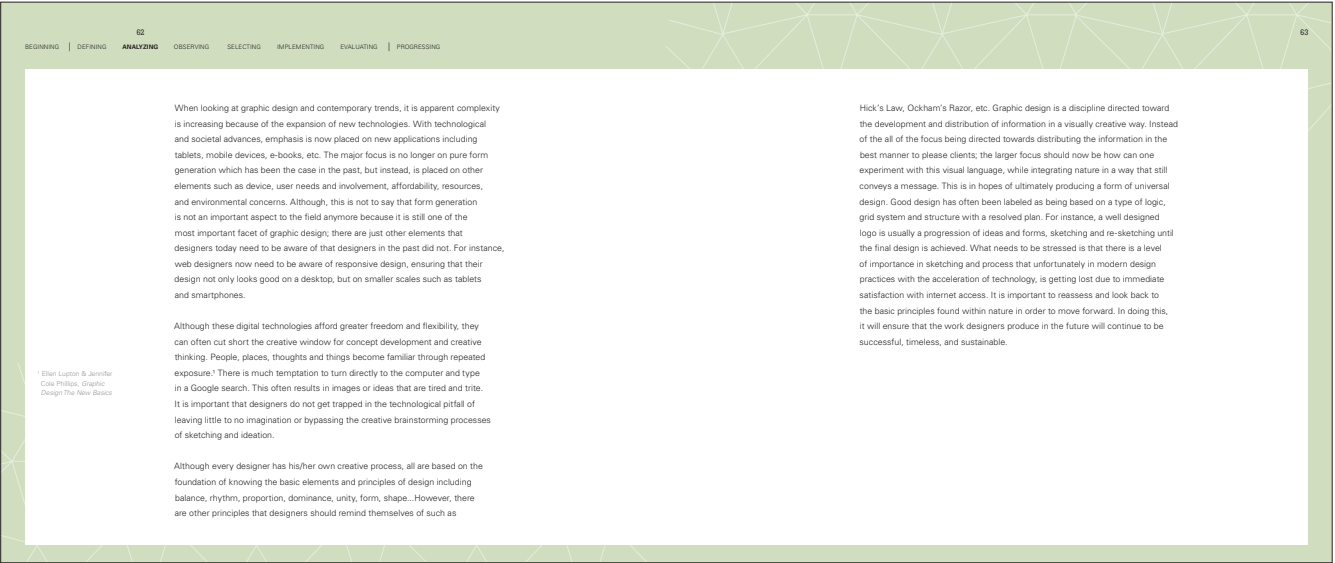 62
63
BEGINNING | DEFINING ANALYZING OBSERVING SELECTING IMPLEMENTING EVALUATING | PROGRESSING
When looking at graphic design and contemporary trends, it is apparent complexity
is increasing because of the expansion of new technologies. With technological
and societal advances, emphasis is now placed on new applications including
tablets, mobile devices, e-books, etc. The major focus is no longer on pure form
generation which has been the case in the past, but instead, is placed on other
elements such as device, user needs and involvement, affordability, resources,
and environmental concerns. Although, this is not to say that form generation
is not an important aspect to the field anymore because it is still one of the
most important facet of graphic design; there are just other elements that
designers today need to be aware of that designers in the past did not. For instance,
web designers now need to be aware of responsive design, ensuring that their
design not only looks good on a desktop, but on smaller scales such as tablets
and smartphones.
Although these digital technologies afford greater freedom and flexibility, they
can often cut short the creative window for concept development and creative
thinking. People, places, thoughts and things become familiar through repeated
exposure.¹ There is much temptation to turn directly to the computer and type
in a Google search. This often results in images or ideas that are tired and trite.
It is important that designers do not get trapped in the technological pitfall of
leaving little to no imagination or bypassing the creative brainstorming processes
of sketching and ideation.
Although every designer has his/her own creative process, all are based on the
foundation of knowing the basic elements and principles of design including
balance, rhythm, proportion, dominance, unity, form, shape...However, there
are other principles that designers should remind themselves of such as
¹ Ellen Lupton & Jennifer
Cole Phillips, Graphic
Design The New Basics
Hick's Law, Ockham's Razor, etc. Graphic design is a discipline directed toward
the development and distribution of information in a visually creative way. Instead
of the all of the focus being directed towards distributing the information in the
best manner to please clients; the larger focus should now be how can one
experiment with this visual language, while integrating nature in a way that still
conveys a message. This is in hopes of ultimately producing a form of universal
design. Good design has often been labeled as being based on a type of logic,
grid system and structure with a resolved plan. For instance, a well designed
logo is usually a progression of ideas and forms, sketching and re-sketching until
the final design is achieved. What needs to be stressed is that there is a level
of importance in sketching and process that unfortunately in modern design
practices with the acceleration of technology, is getting lost due to immediate
satisfaction with internet access. It is important to reassess and look back to
the basic principles found within nature in order to move forward. In doing this,
it will ensure that the work designers produce in the future will continue to be
successful, timeless, and sustainable.